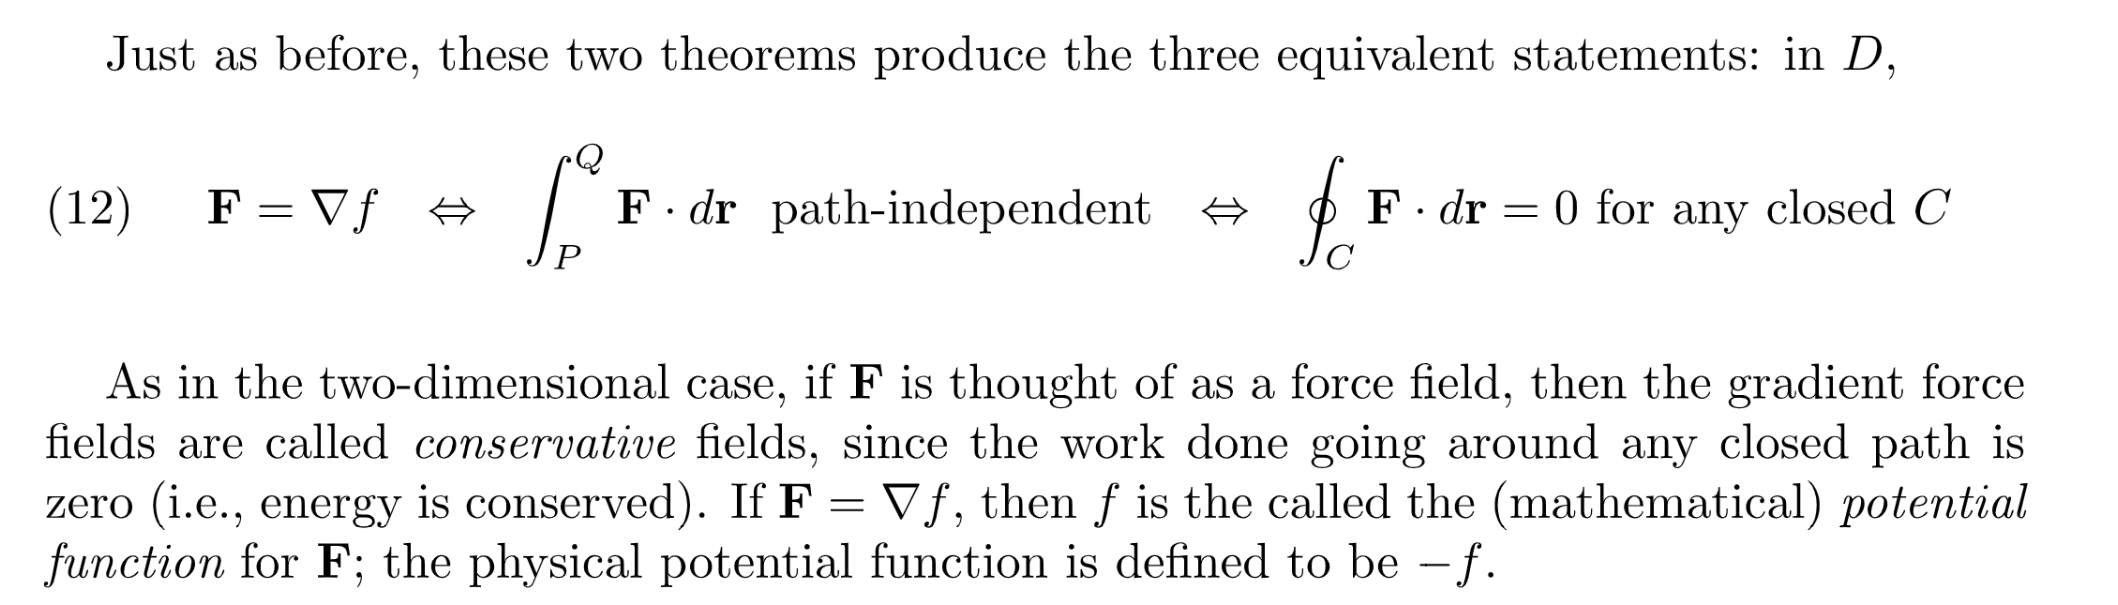 Just as before, these two theorems produce the three equivalent statements: in D,
(12) F = ∇f ⇔ ∫_P^Q F · dr path-independent ⇔ ∮_C F · dr = 0 for any closed C
As in the two-dimensional case, if F is thought of as a force field, then the gradient force
fields are called conservative fields, since the work done going around any closed path is
zero (i.e., energy is conserved). If F = ∇f, then f is the called the (mathematical) potential
function for F; the physical potential function is defined to be −f.